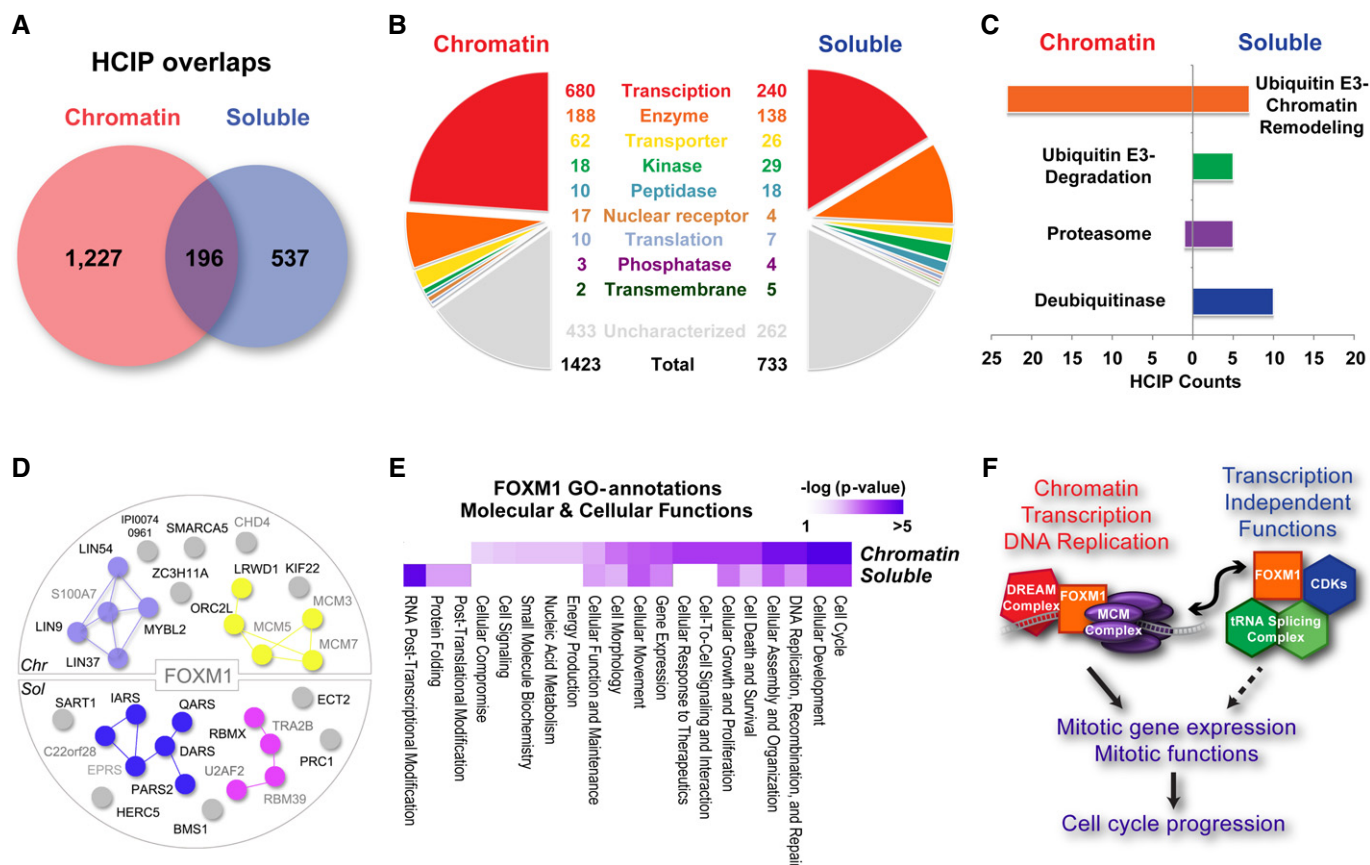 A
HCIP overlaps
Chromatin
Soluble
1,227
196
537
B
Chromatin
Soluble
680 Transciption 240
188 Enzyme 138
62 Transporter 26
18 Kinase 29
10 Peptidase 18
17 Nuclear receptor 4
10 Translation 7
3 Phosphatase 4
2 Transmembrane 5
433 Uncharacterized 262
1423 Total 733
C
Chromatin
Soluble
Ubiquitin E3-
Chromatin
Remodeling
Ubiquitin E3-
Degradation
Proteasome
Deubiquitinase
25 20 15 10 5 0 5 10 15 20
HCIP Counts
D
IPI0074
0961
SMARCA5
CHD4
LIN54
ZC3H11A
LRWD1
KIF22
S100A7
ORC2L
MCM3
LIN9
MYBL2
MCM5
MCM7
LIN37
Chr
FOXM1
Sol
SART1
IARS
QARS
ECT2
RBMX
TRA2B
C22orf28
DARS
PRC1
EPRS
U2AF2
PARS2
RBM39
HERC5
BMS1
E
FOXM1 GO-annotations
Molecular & Cellular Functions
-log (p-value)
1 >5
Chromatin
Soluble
RNA Post-Transcriptional Modification
Protein Folding
Post-Translational Modification
Cellular Compromise
Cell Signaling
Small Molecule Biochemistry
Nucleic Acid Metabolism
Energy Production
Cellular Function and Maintenance
Cell Morphology
Cellular Movement
Gene Expression
Cellular Response to Therapeutics
Cell-To-Cell Signaling and Interaction
Cellular Growth and Proliferation
Cell Death and Survival
Cellular Assembly and Organization
DNA Replication, Recombination, and Repair
Cellular Development
Cell Cycle
F
Chromatin
Transcription
DNA Replication
Transcription
Independent
Functions
DREAM
Complex
FOXM1
MCM
Complex
FOXM1
CDKs
tRNA Splicing
Complex
Mitotic gene expression
Mitotic functions
Cell cycle progression